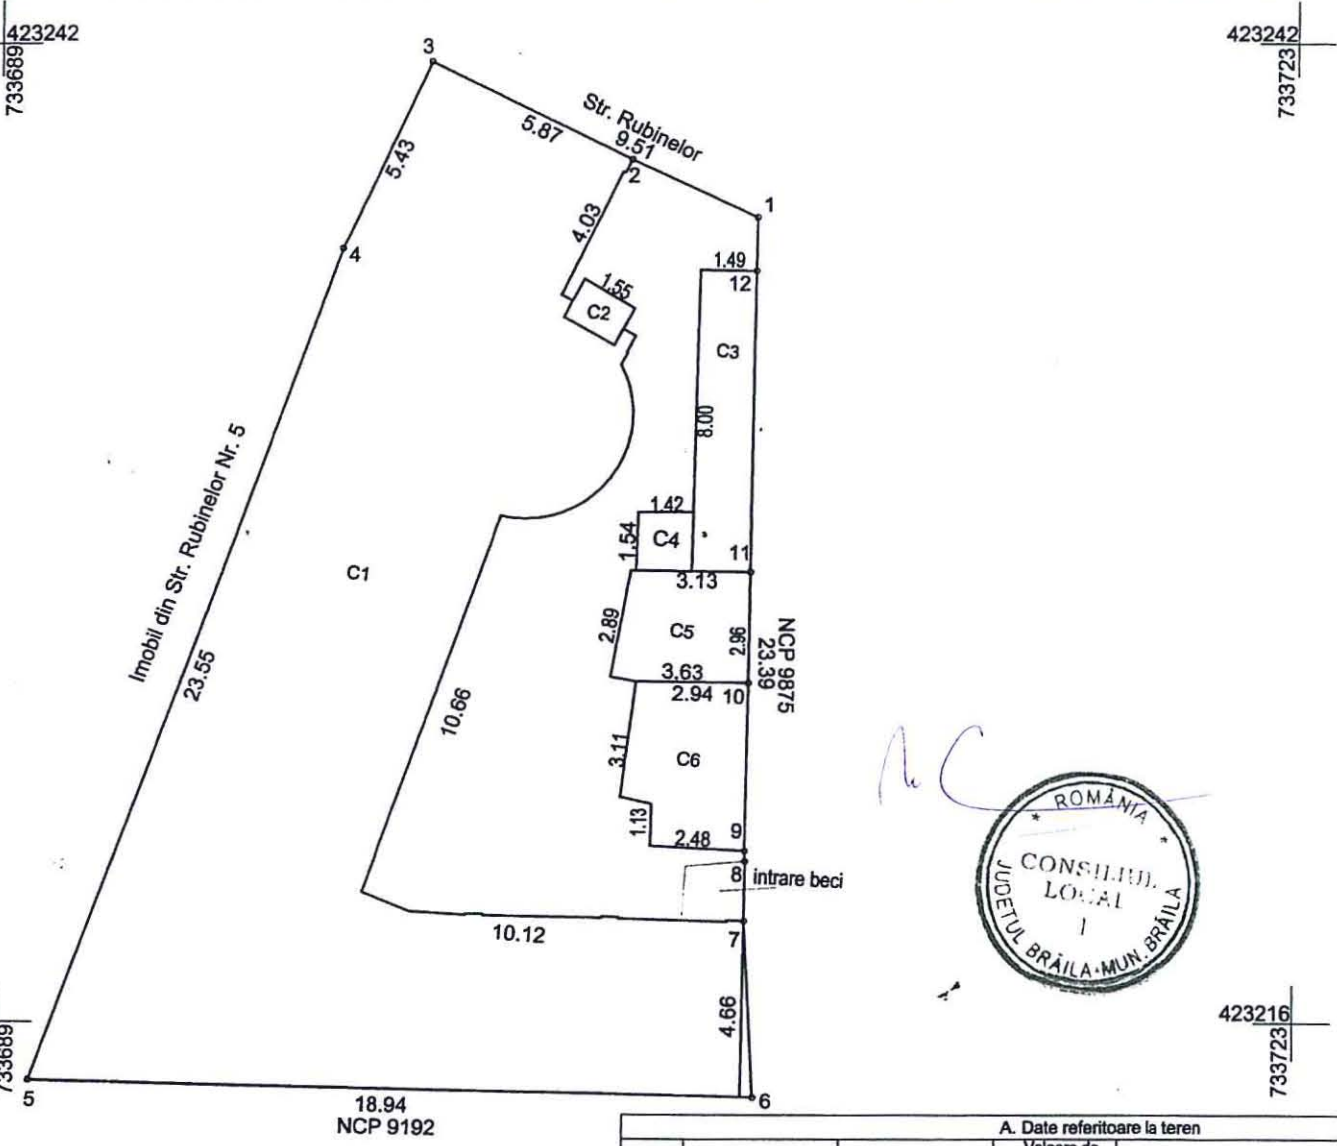 423242
733689
423242
733723
3
Str. Rubinelor
5.87
9.51
2
1
5.43
4
4.03
1.49
12
1.55
C2
C3
8.00
Imobil din Str. Rubinelor Nr. 5
23.55
C1
1.42
1.54
C4
11
3.13
2.89
C5
2.96
NCP 9875
23.39
3.63
2.94
10
10.66
3.11
C6
1.13
2.48
9
8
intrare beci
10.12
7
4.66
ROMÂNIA
CONSILIUL
LOCAL
1
JUDEŢUL BRĂILA•MUN. BRĂILA
423216
733723
733689
5
18.94
NCP 9192
6
A. Date referitoare la teren